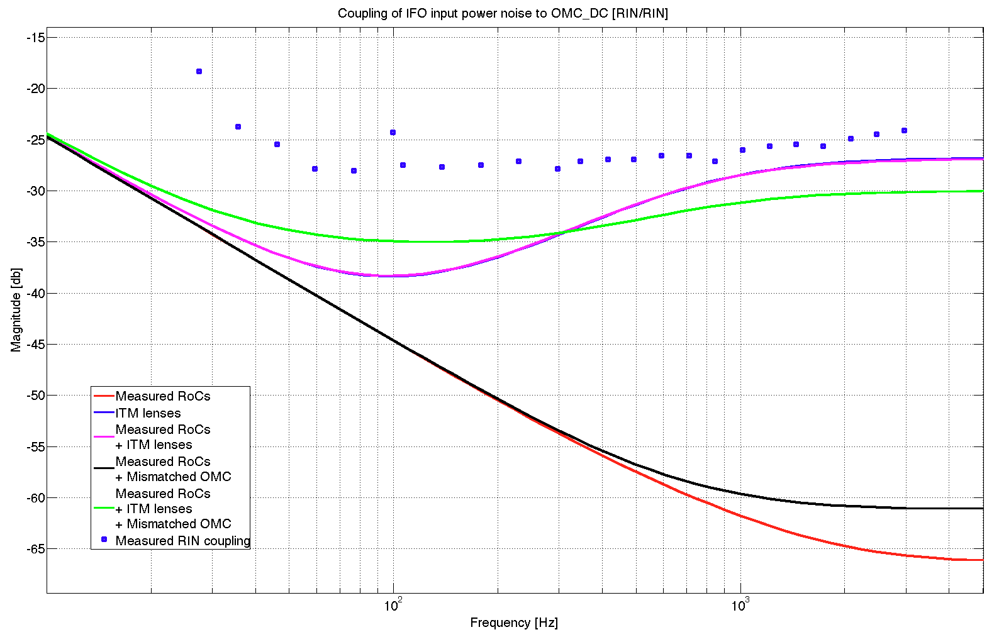 Coupling of IFO input power noise to OMC_DC [RIN/RIN]
-15
-20
-25
-30
-35
-40
-45
-50
-55
-60
-65
Magnitude [db]
Measured RoCs
ITM lenses
Measured RoCs
+ ITM lenses
Measured RoCs
+ Mismatched OMC
Measured RoCs
+ ITM lenses
+ Mismatched OMC
Measured RIN coupling
10²
10³
Frequency [Hz]